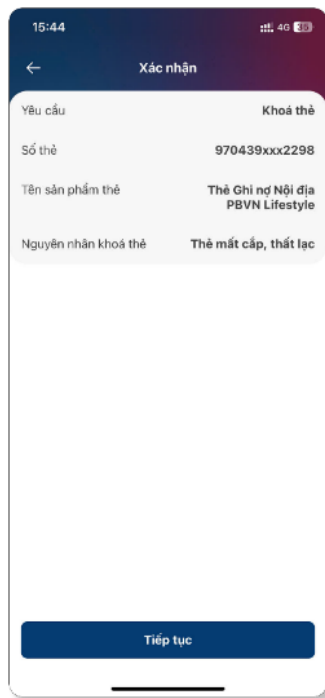 15:44
4G 35
Xác nhận
Yêu cầu Khoá thẻ
Số thẻ 970439xxx2298
Tên sản phẩm thẻ Thẻ Ghi nợ Nội địa
PBVN Lifestyle
Nguyên nhân khoá thẻ Thẻ mất cắp, thất lạc
Tiếp tục